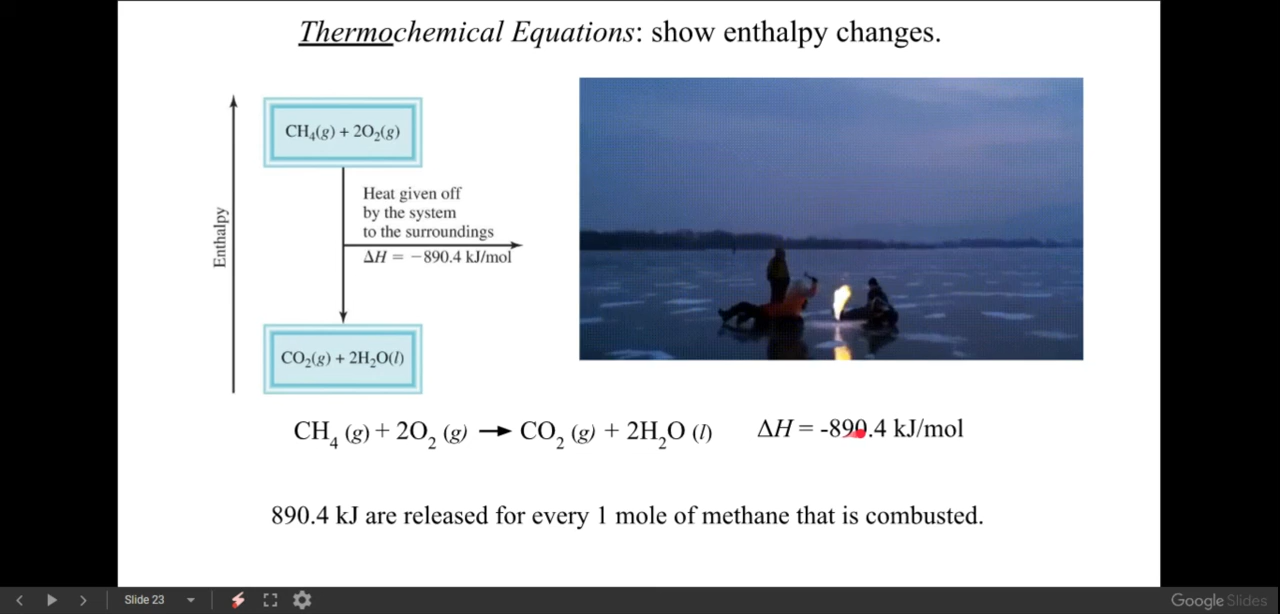 Thermochemical Equations: show enthalpy changes.
Enthalpy
CH₄(g) + 2O₂(g)
Heat given off
by the system
to the surroundings
ΔH = −890.4 kJ/mol
CO₂(g) + 2H₂O(l)
CH₄ (g) + 2O₂ (g) → CO₂ (g) + 2H₂O (l) ΔH = -890.4 kJ/mol
890.4 kJ are released for every 1 mole of methane that is combusted.
Slide 23
Google Slides